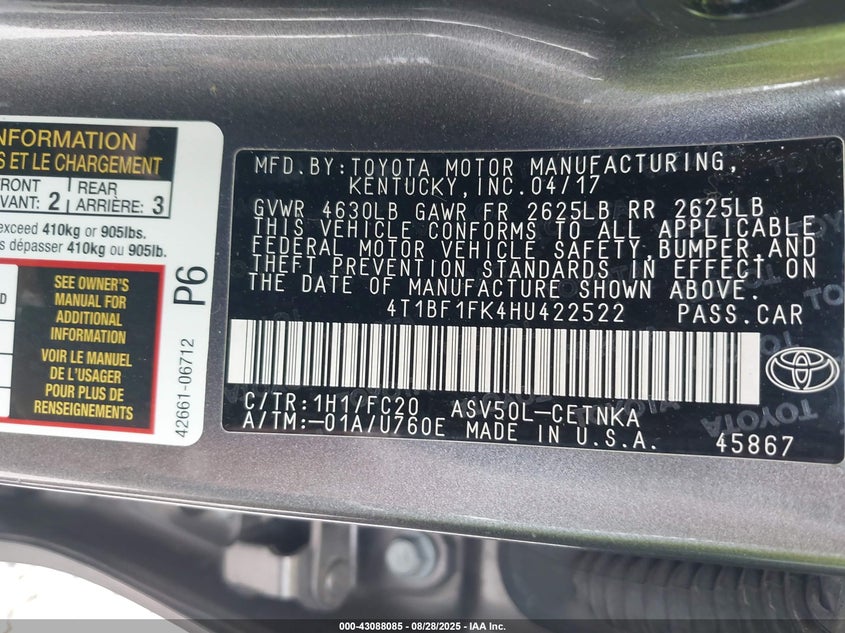 NFORMATION
S ET LE CHARGEMENT
RONT
VANT: 2
REAR
ARRIÈRE: 3
exceed 410kg or 905lbs.
s dépasser 410kg ou 905lb.
SEE OWNER'S
MANUAL FOR
ADDITIONAL
INFORMATION
VOIR LE MANUEL
DE L'USAGER
POUR PLUS DE
RENSEIGNEMENTS
P6
42661-06712
MFD.BY:TOYOTA MOTOR MANUFACTURING,
KENTUCKY,INC.04/17
GVWR 4630LB GAWR FR 2625LB RR 2625LB
THIS VEHICLE CONFORMS TO ALL APPLICABLE
FEDERAL MOTOR VEHICLE SAFETY,BUMPER,AND
THEFT PREVENTION STANDARDS IN EFFECT ON
THE DATE OF MANUFACTURE SHOWN ABOVE.
4T1BF1FK4HU422522 PASS.CAR
C/TR:1H1/FC20 ASV50L-CETNKA
A/TM:-01A/U760E MADE IN U.S.A.
45867
TOYOTA
000-43088085 - 08/28/2025 - IAA Inc.